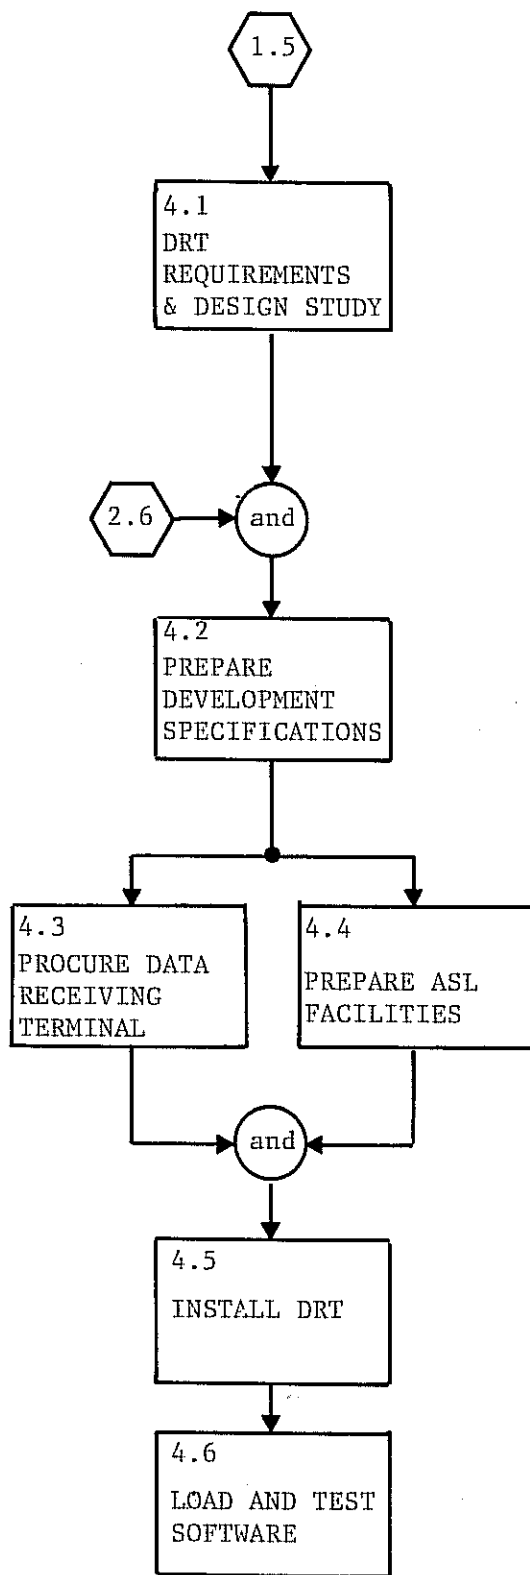 1.5
4.1
DRT
REQUIREMENTS
& DESIGN STUDY
2.6
and
4.2
PREPARE
DEVELOPMENT
SPECIFICATIONS
4.3
PROCURE DATA
RECEIVING
TERMINAL
4.4
PREPARE ASL
FACILITIES
and
4.5
INSTALL DRT
4.6
LOAD AND TEST
SOFTWARE